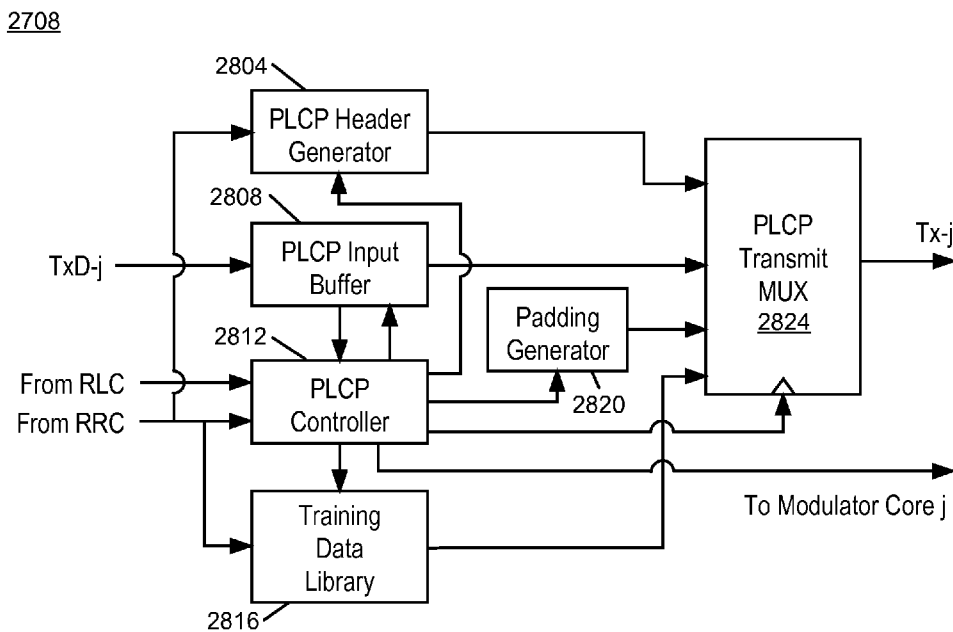 2708
2804
PLCP Header
Generator
2808
PLCP Input
Buffer
TxD-j
PLCP
Transmit
MUX
2824
Tx-j
Padding
Generator
2820
2812
PLCP
Controller
From RLC
From RRC
To Modulator Core j
Training
Data
Library
2816